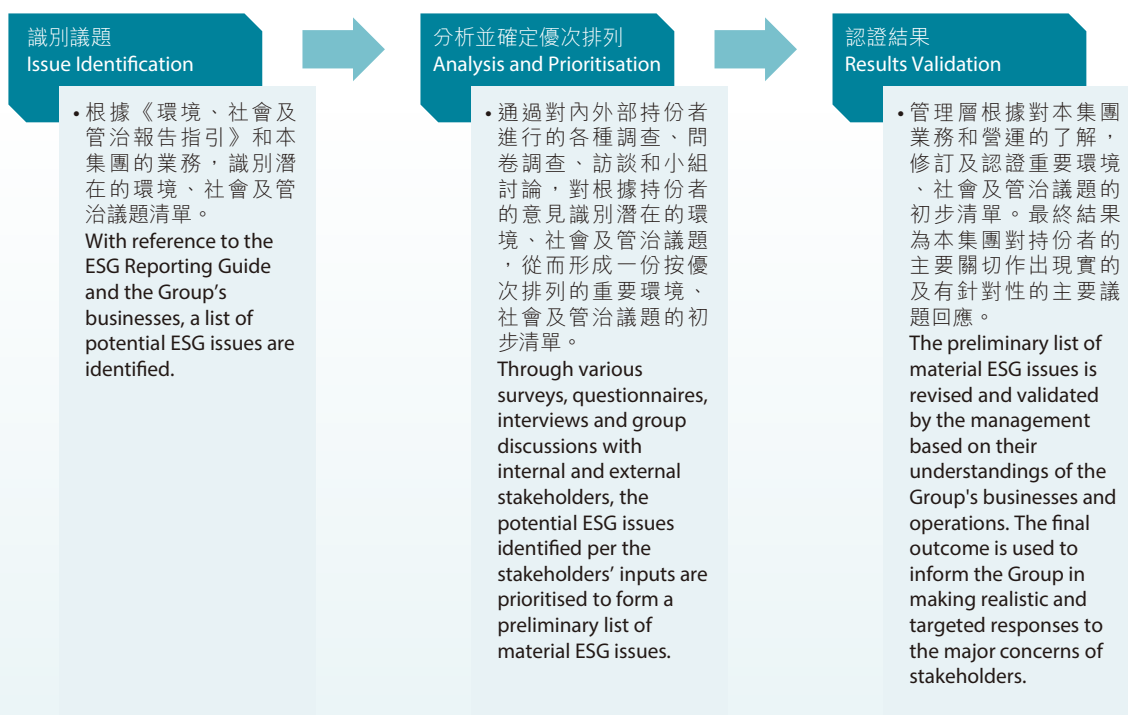 識別議題
Issue Identification
• 根據《環境、社會及
管治報告指引》和本
集團的業務，識別潛
在的環境、社會及管
治議題清單。
With reference to the
ESG Reporting Guide
and the Group’s
businesses, a list of
potential ESG issues are
identified.
分析並確定優次排列
Analysis and Prioritisation
• 通過對內外部持份者
進行的各種調查、問
卷調查、訪談和小組
討論，對根據持份者
的意見識別潛在的環
境、社會及管治議題
，從而形成一份按優
次排列的重要環境、
社會及管治議題的初
步清單。
Through various
surveys, questionnaires,
interviews and group
discussions with
internal and external
stakeholders, the
potential ESG issues
identified per the
stakeholders’ inputs are
prioritised to form a
preliminary list of
material ESG issues.
認證結果
Results Validation
• 管理層根據對本集團
業務和營運的了解，
修訂及認證重要環境
、社會及管治議題的
初步清單。最終結果
為本集團對持份者的
主要關切作出現實的
及有針對性的主要議
題回應。
The preliminary list of
material ESG issues is
revised and validated
by the management
based on their
understandings of the
Group's businesses and
operations. The final
outcome is used to
inform the Group in
making realistic and
targeted responses to
the major concerns of
stakeholders.